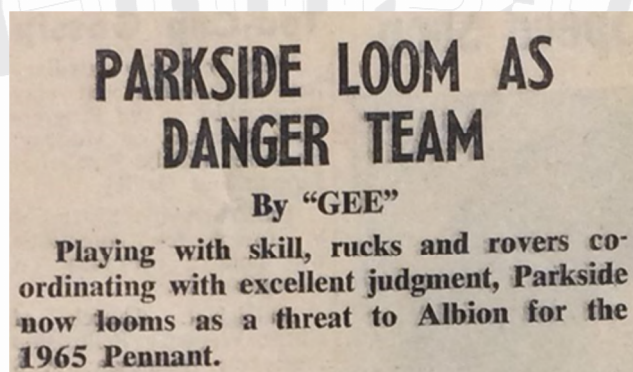 PARKSIDE LOOM AS
DANGER TEAM
By “GEE”
Playing with skill, rucks and rovers co-
ordinating with excellent judgment, Parkside
now looms as a threat to Albion for the
1965 Pennant.